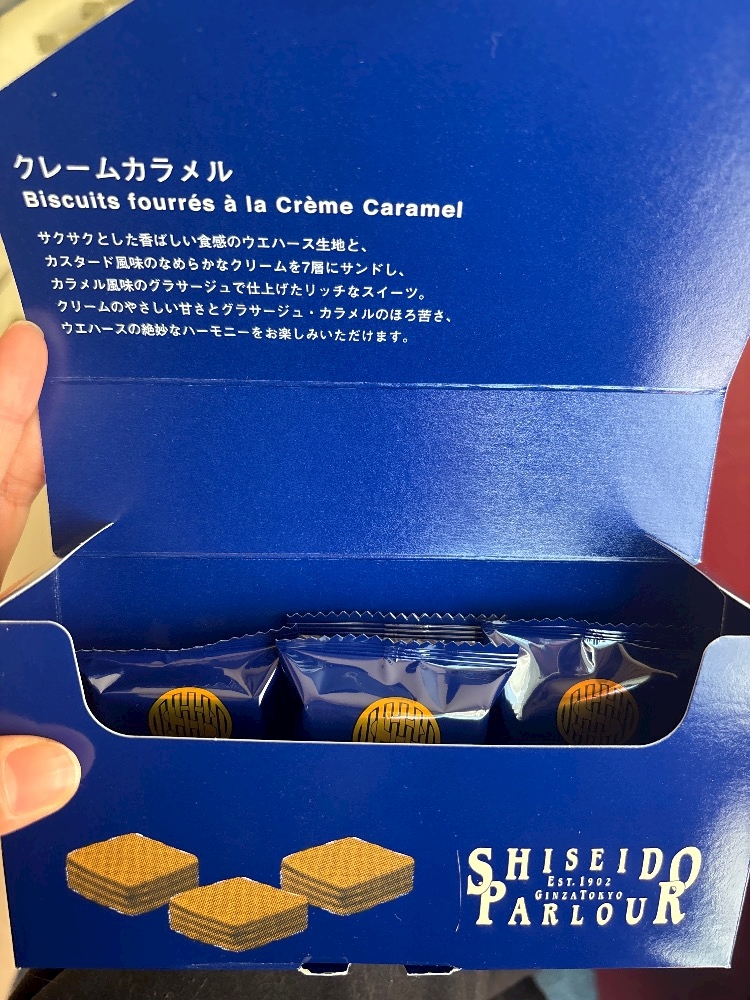 クレームカラメル
Biscuits fourrés à la Crème Caramel
サクサクとした香ばしい食感のウエハース生地と、
カスタード風味のなめらかなクリームを7層にサンドし、
カラメル風味のグラサージュで仕上げたリッチなスイーツ。
クリームのやさしい甘さとグラサージュ・カラメルのほろ苦さ、
ウエハースの絶妙なハーモニーをお楽しみいただけます。
SHISEIDO
EST.1902
GINZA TOKYO
PARLOUR